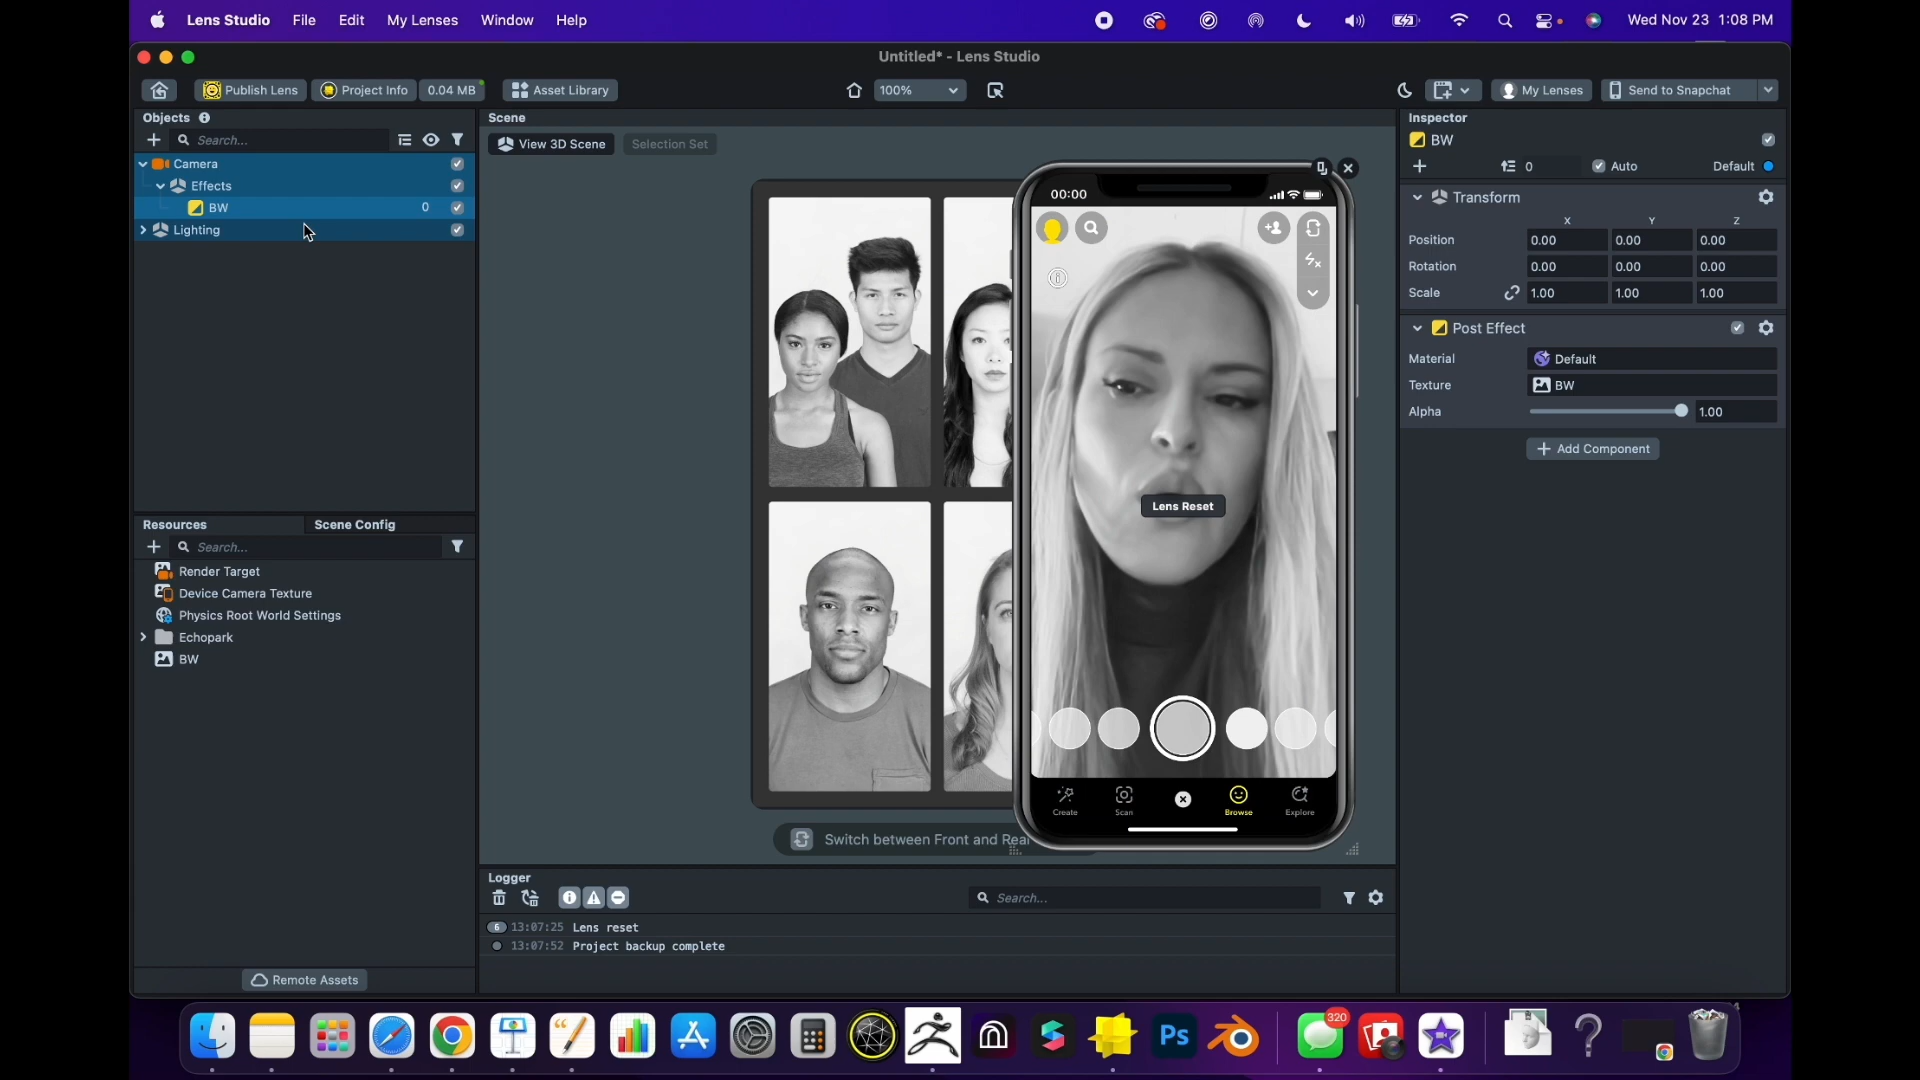 Lens Studio File Edit My Lenses Window Help Wed Nov 23 1:08 PM
Untitled* - Lens Studio
Publish Lens Project Info 0.04 MB Asset Library 100% My Lenses Send to Snapchat
Objects
Search...
Camera
Effects
BW 0
Lighting
Resources Scene Config
Search...
Render Target
Device Camera Texture
Physics Root World Settings
Echopark
BW
Remote Assets
Scene
View 3D Scene Selection Set
00:00
Lens Reset
Create Scan Browse Explore
Switch between Front and Rear
Logger
Search...
6 13:07:25 Lens reset
13:07:52 Project backup complete
Inspector
BW
0 Auto Default
Transform
X Y Z
Position 0.00 0.00 0.00
Rotation 0.00 0.00 0.00
Scale 1.00 1.00 1.00
Post Effect
Material Default
Texture BW
Alpha 1.00
Add Component
320
Ps